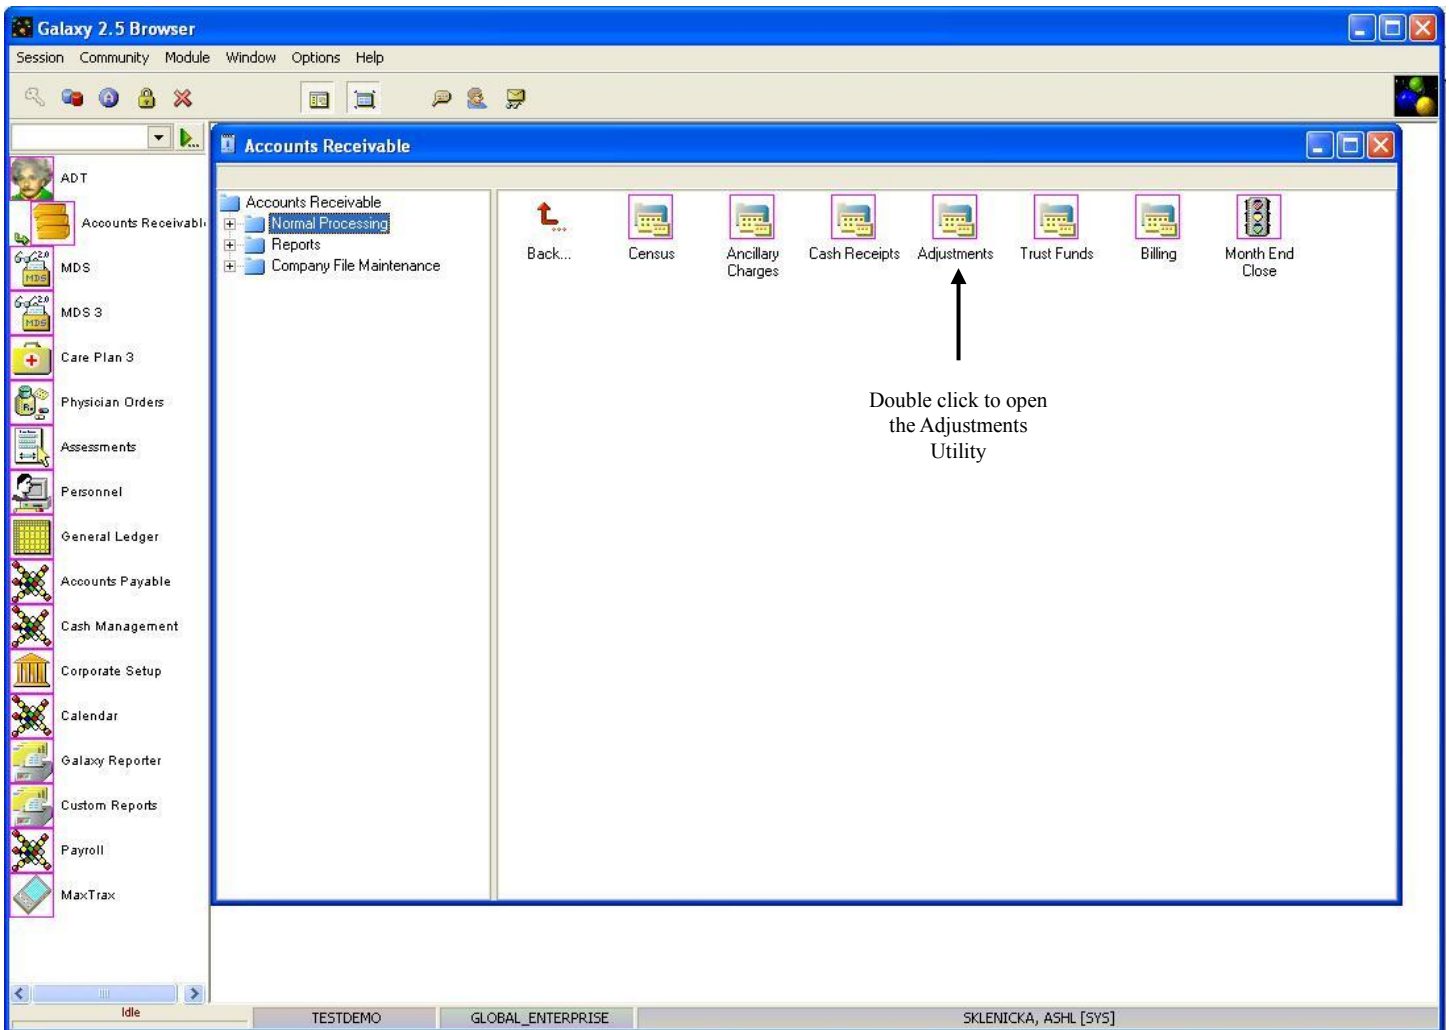 Galaxy 2.5 Browser
Session Community Module Window Options Help
Accounts Receivable
ADT
Accounts Receivabl
MDS
MDS 3
Care Plan 3
Physician Orders
Assessments
Personnel
General Ledger
Accounts Payable
Cash Management
Corporate Setup
Calendar
Galaxy Reporter
Custom Reports
Payroll
MaxTrax
Accounts Receivable
Normal Processing
Reports
Company File Maintenance
Back...
Census
Ancillary
Charges
Cash Receipts
Adjustments
Trust Funds
Billing
Month End
Close
Double click to open
the Adjustments
Utility
Idle
TESTDEMO
GLOBAL_ENTERPRISE
SKLENICKA, ASHL [SYS]